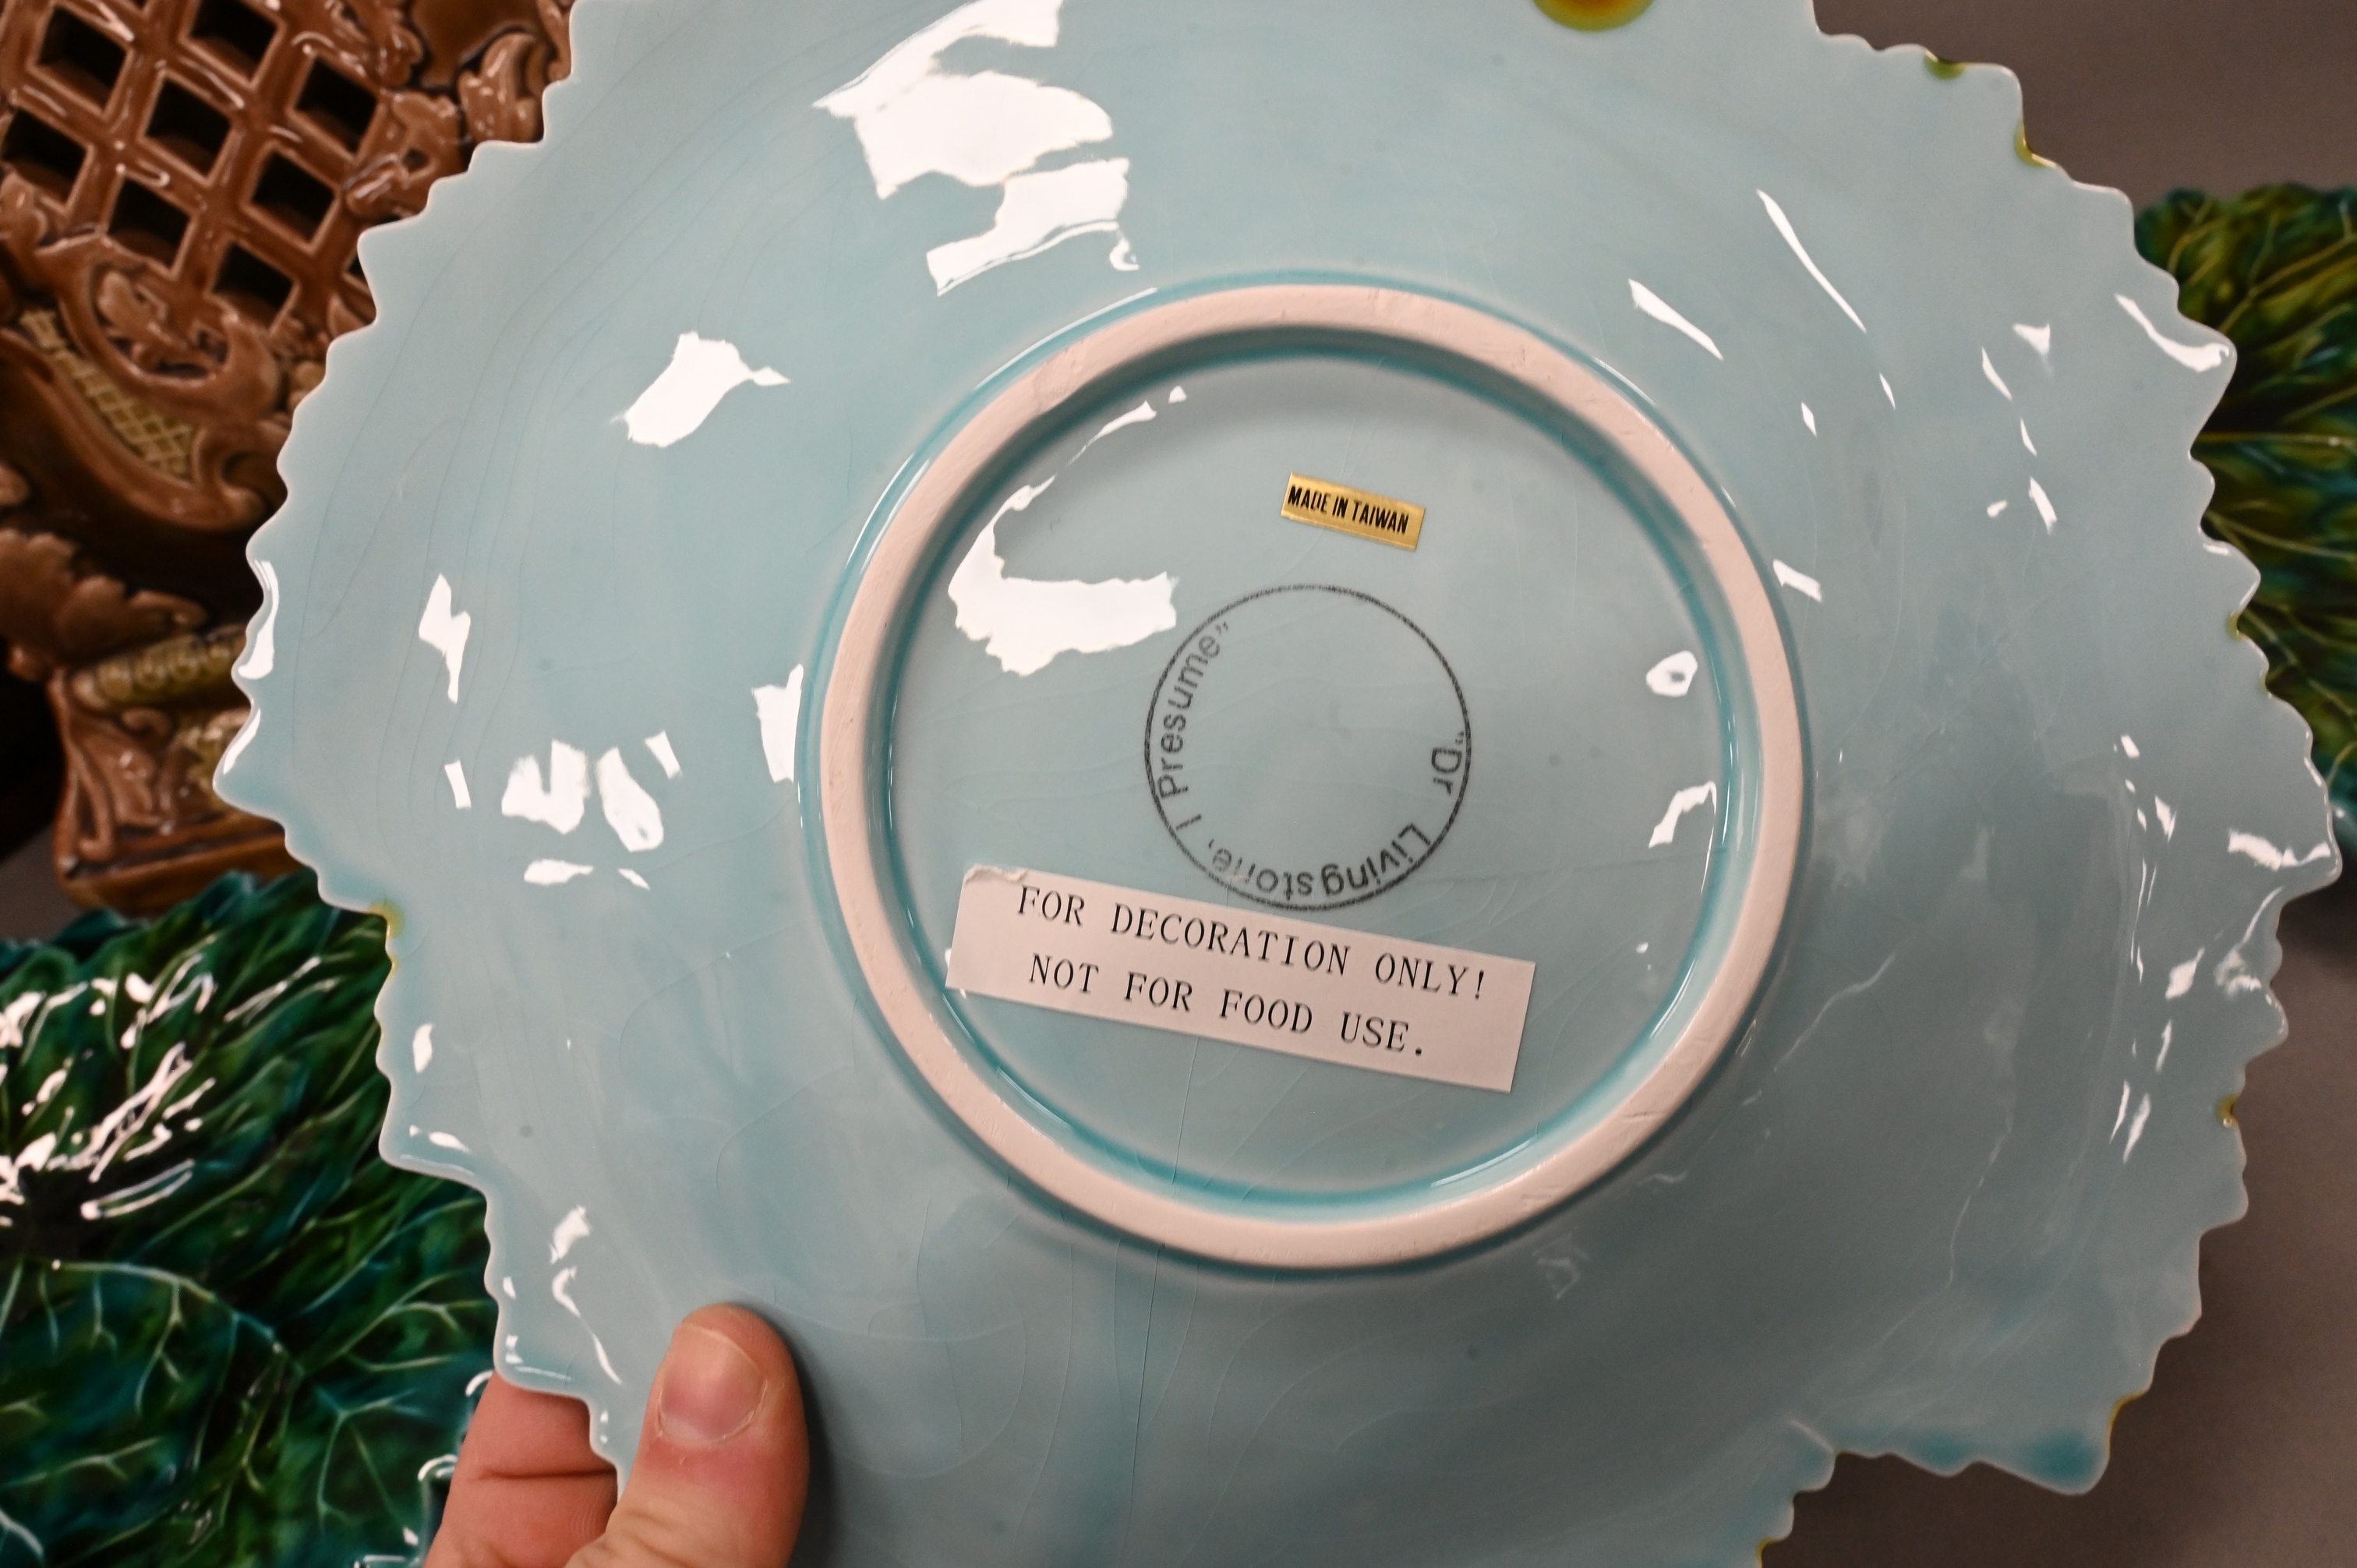 MADE IN TAIWAN
"Dr Livingstone, I Presume"
FOR DECORATION ONLY!
NOT FOR FOOD USE.